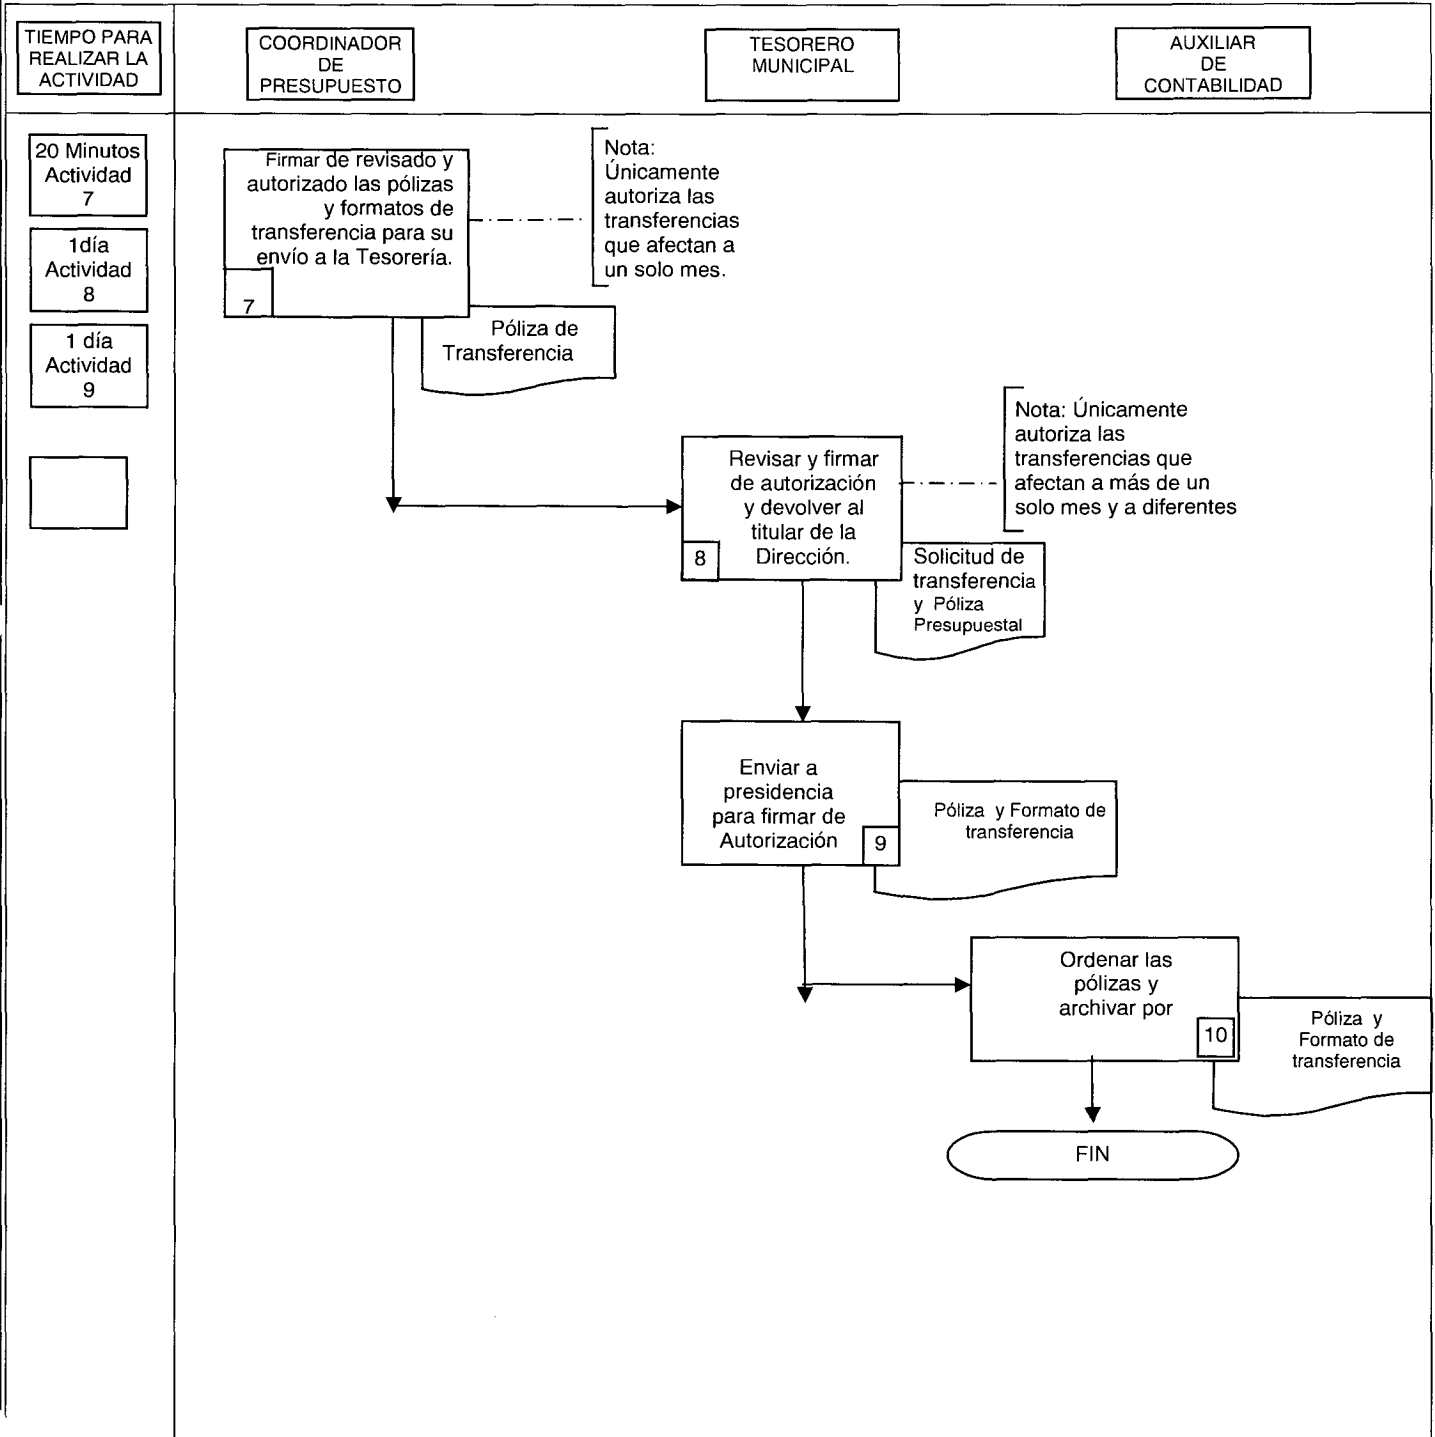 TIEMPO PARA
REALIZAR LA
ACTIVIDAD
COORDINADOR
DE
PRESUPUESTO
TESORERO
MUNICIPAL
AUXILIAR
DE
CONTABILIDAD
20 Minutos
Actividad
7
1día
Actividad
8
1 día
Actividad
9
Firmar de revisado y
autorizado las pólizas
y formatos de
transferencia para su
envío a la Tesorería.
7
Nota:
Únicamente
autoriza las
transferencias
que afectan a
un solo mes.
Póliza de
Transferencia
Revisar y firmar
de autorización
y devolver al
titular de la
Dirección.
8
Nota: Únicamente
autoriza las
transferencias que
afectan a más de un
solo mes y a diferentes
Solicitud de
transferencia
y Póliza
Presupuestal
Enviar a
presidencia
para firmar de
Autorización
9
Póliza y Formato de
transferencia
Ordenar las
pólizas y
archivar por
10
Póliza y
Formato de
transferencia
FIN